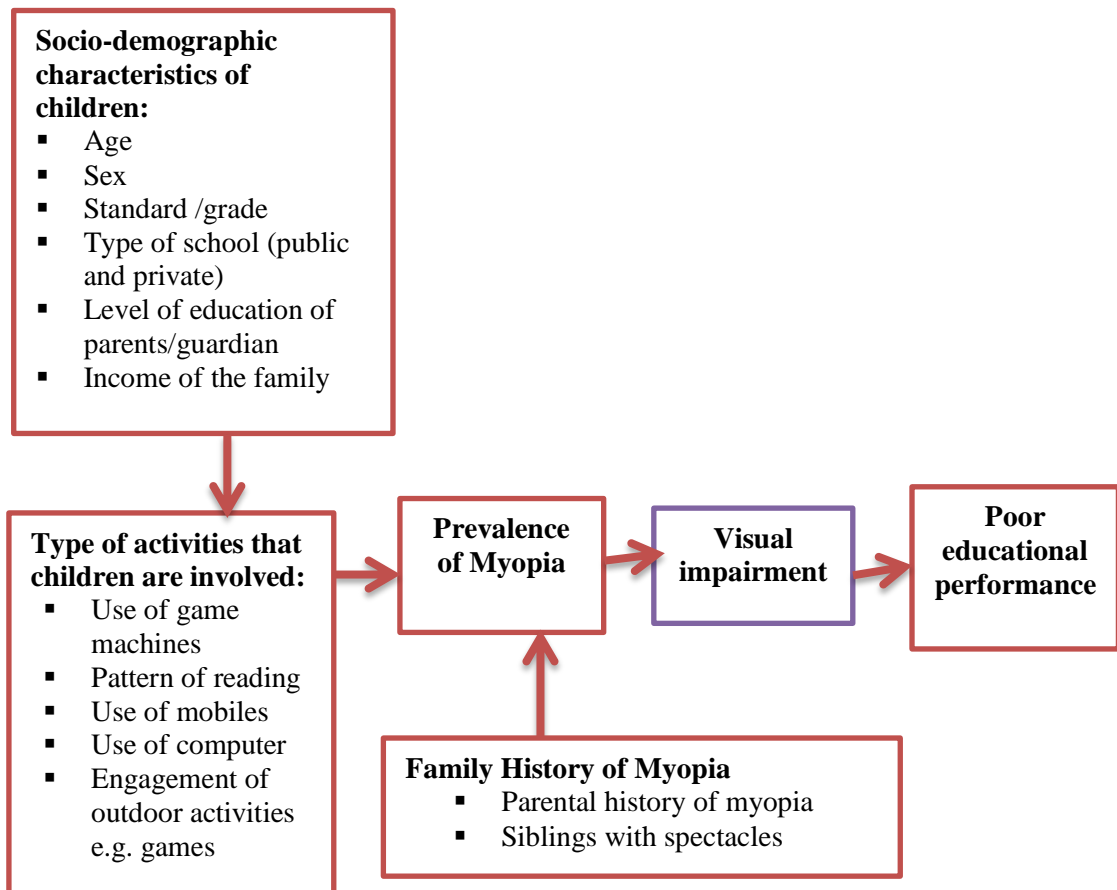 Socio-demographic
characteristics of
children:
▪ Age
▪ Sex
▪ Standard /grade
▪ Type of school (public
and private)
▪ Level of education of
parents/guardian
▪ Income of the family
Type of activities that
children are involved:
▪ Use of game
machines
▪ Pattern of reading
▪ Use of mobiles
▪ Use of computer
▪ Engagement of
outdoor activities
e.g. games
Prevalence
of Myopia
Visual
impairment
Poor
educational
performance
Family History of Myopia
▪ Parental history of myopia
▪ Siblings with spectacles